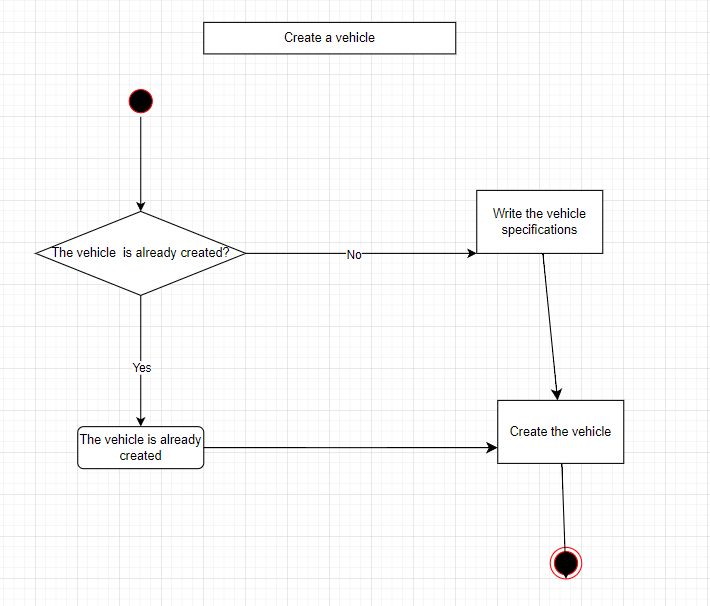 Create a vehicle
Write the vehicle
specifications
The vehicle is already created?
No
Yes
The vehicle is already
created
Create the vehicle